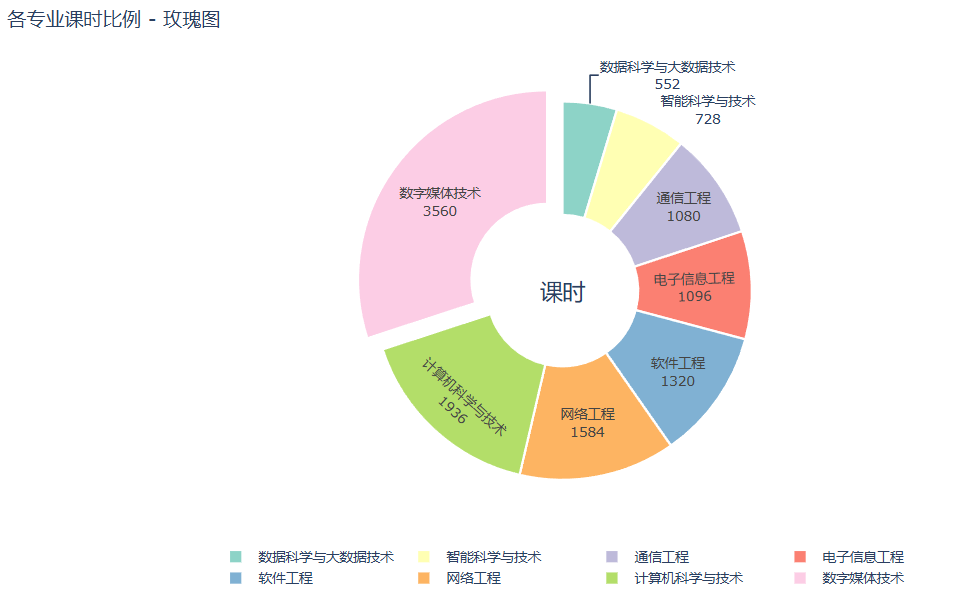 各专业课时比例 - 玫瑰图
数据科学与大数据技术
552
智能科学与技术
728
通信工程
1080
电子信息工程
1096
软件工程
1320
网络工程
1584
计算机科学与技术
1936
数字媒体技术
3560
课时
数据科学与大数据技术
智能科学与技术
通信工程
电子信息工程
软件工程
网络工程
计算机科学与技术
数字媒体技术